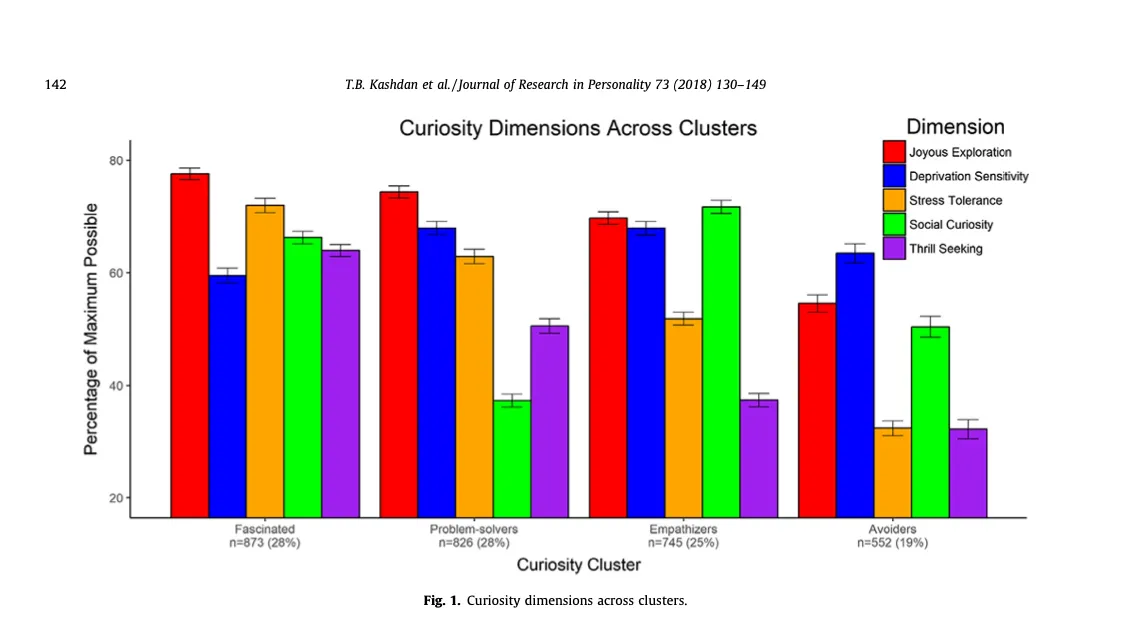 142
T.B. Kashdan et al./Journal of Research in Personality 73 (2018) 130–149
Curiosity Dimensions Across Clusters
Dimension
Joyous Exploration
Deprivation Sensitivity
Stress Tolerance
Social Curiosity
Thrill Seeking
Percentage of Maximum Possible
80
60
40
20
Fascinated
n=873 (28%)
Problem-solvers
n=826 (28%)
Empathizers
n=745 (25%)
Avoiders
n=552 (19%)
Curiosity Cluster
Fig. 1. Curiosity dimensions across clusters.